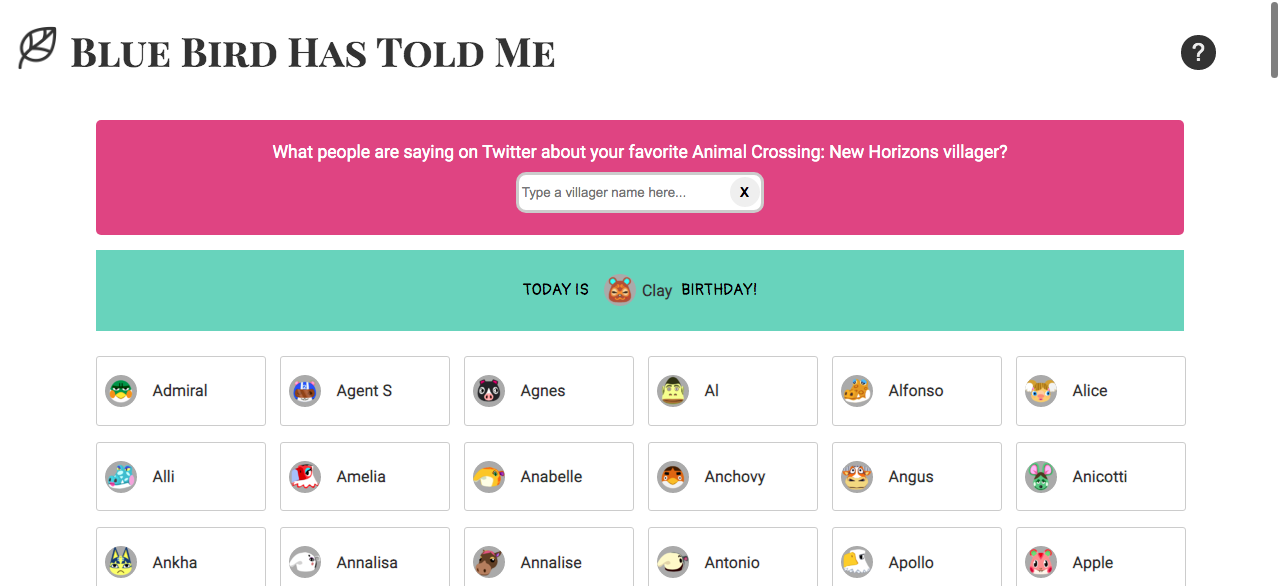 Blue Bird Has Told Me
?
What people are saying on Twitter about your favorite Animal Crossing: New Horizons villager?
Type a villager name here... X
TODAY IS Clay BIRTHDAY!
Admiral Agent S Agnes Al Alfonso Alice
Alli Amelia Anabelle Anchovy Angus Anicotti
Ankha Annalisa Annalise Antonio Apollo Apple